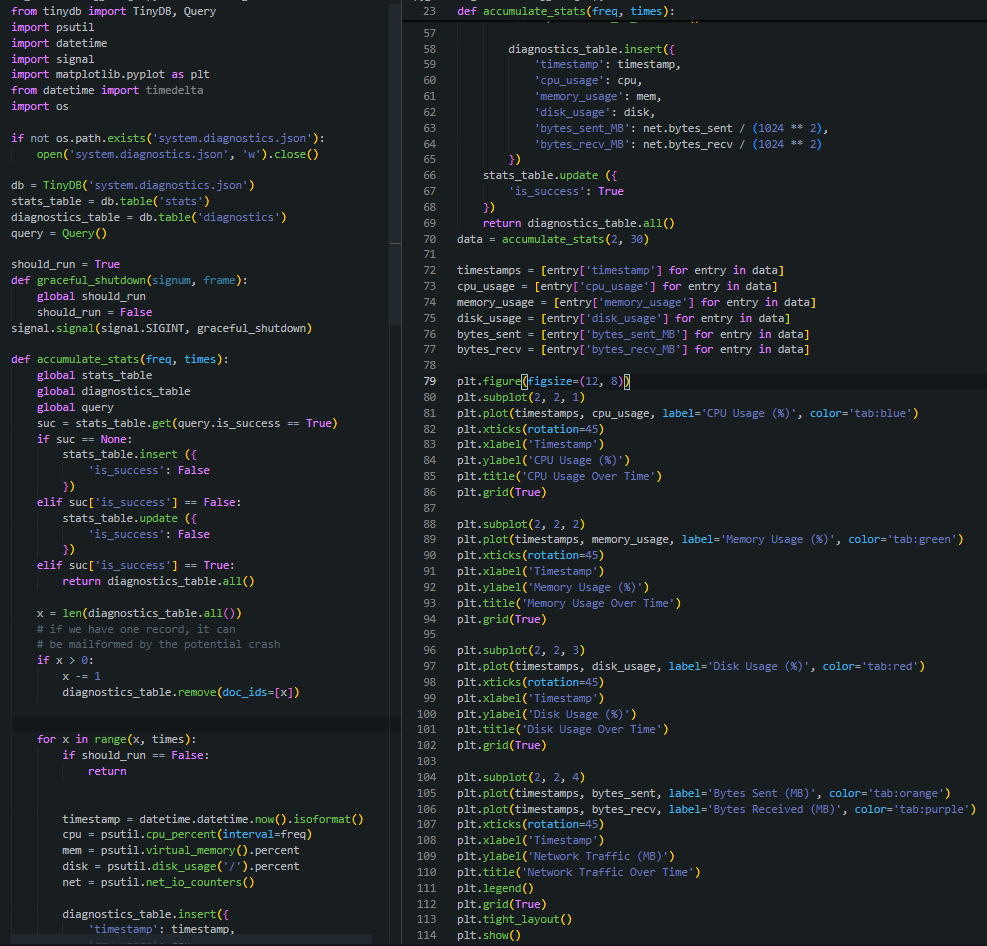 from tinydb import TinyDB, Query
import psutil
import datetime
import signal
import matplotlib.pyplot as plt
from datetime import timedelta
import os
if not os.path.exists('system.diagnostics.json'):
    open('system.diagnostics.json', 'w').close()
db = TinyDB('system.diagnostics.json')
stats_table = db.table('stats')
diagnostics_table = db.table('diagnostics')
query = Query()
should_run = True
def graceful_shutdown(signum, frame):
    global should_run
    should_run = False
signal.signal(signal.SIGINT, graceful_shutdown)
def accumulate_stats(freq, times):
    global stats_table
    global diagnostics_table
    global query
    suc = stats_table.get(query.is_success == True)
    if suc == None:
        stats_table.insert ({
            'is_success': False
        })
    elif suc['is_success'] == False:
        stats_table.update ({
            'is_success': False
        })
    elif suc['is_success'] == True:
        return diagnostics_table.all()
    x = len(diagnostics_table.all())
    # if we have one record, it can
    # be mailformed by the potential crash
    if x > 0:
        x -= 1
        diagnostics_table.remove(doc_ids=[x])
    for x in range(x, times):
        if should_run == False:
            return
        timestamp = datetime.datetime.now().isoformat()
        cpu = psutil.cpu_percent(interval=freq)
        mem = psutil.virtual_memory().percent
        disk = psutil.disk_usage('/').percent
        net = psutil.net_io_counters()
        diagnostics_table.insert({
            'timestamp': timestamp,
23 def accumulate_stats(freq, times):
57
58         diagnostics_table.insert({
59             'timestamp': timestamp,
60             'cpu_usage': cpu,
61             'memory_usage': mem,
62             'disk_usage': disk,
63             'bytes_sent_MB': net.bytes_sent / (1024 ** 2),
64             'bytes_recv_MB': net.bytes_recv / (1024 ** 2)
65         })
66     stats_table.update ({
67         'is_success': True
68     })
69     return diagnostics_table.all()
70 data = accumulate_stats(2, 30)
71
72 timestamps = [entry['timestamp'] for entry in data]
73 cpu_usage = [entry['cpu_usage'] for entry in data]
74 memory_usage = [entry['memory_usage'] for entry in data]
75 disk_usage = [entry['disk_usage'] for entry in data]
76 bytes_sent = [entry['bytes_sent_MB'] for entry in data]
77 bytes_recv = [entry['bytes_recv_MB'] for entry in data]
78
79 plt.figure(figsize=(12, 8))
80 plt.subplot(2, 2, 1)
81 plt.plot(timestamps, cpu_usage, label='CPU Usage (%)', color='tab:blue')
82 plt.xticks(rotation=45)
83 plt.xlabel('Timestamp')
84 plt.ylabel('CPU Usage (%)')
85 plt.title('CPU Usage Over Time')
86 plt.grid(True)
87
88 plt.subplot(2, 2, 2)
89 plt.plot(timestamps, memory_usage, label='Memory Usage (%)', color='tab:green')
90 plt.xticks(rotation=45)
91 plt.xlabel('Timestamp')
92 plt.ylabel('Memory Usage (%)')
93 plt.title('Memory Usage Over Time')
94 plt.grid(True)
95
96 plt.subplot(2, 2, 3)
97 plt.plot(timestamps, disk_usage, label='Disk Usage (%)', color='tab:red')
98 plt.xticks(rotation=45)
99 plt.xlabel('Timestamp')
100 plt.ylabel('Disk Usage (%)')
101 plt.title('Disk Usage Over Time')
102 plt.grid(True)
103
104 plt.subplot(2, 2, 4)
105 plt.plot(timestamps, bytes_sent, label='Bytes Sent (MB)', color='tab:orange')
106 plt.plot(timestamps, bytes_recv, label='Bytes Received (MB)', color='tab:purple')
107 plt.xticks(rotation=45)
108 plt.xlabel('Timestamp')
109 plt.ylabel('Network Traffic (MB)')
110 plt.title('Network Traffic Over Time')
111 plt.legend()
112 plt.grid(True)
113 plt.tight_layout()
114 plt.show()